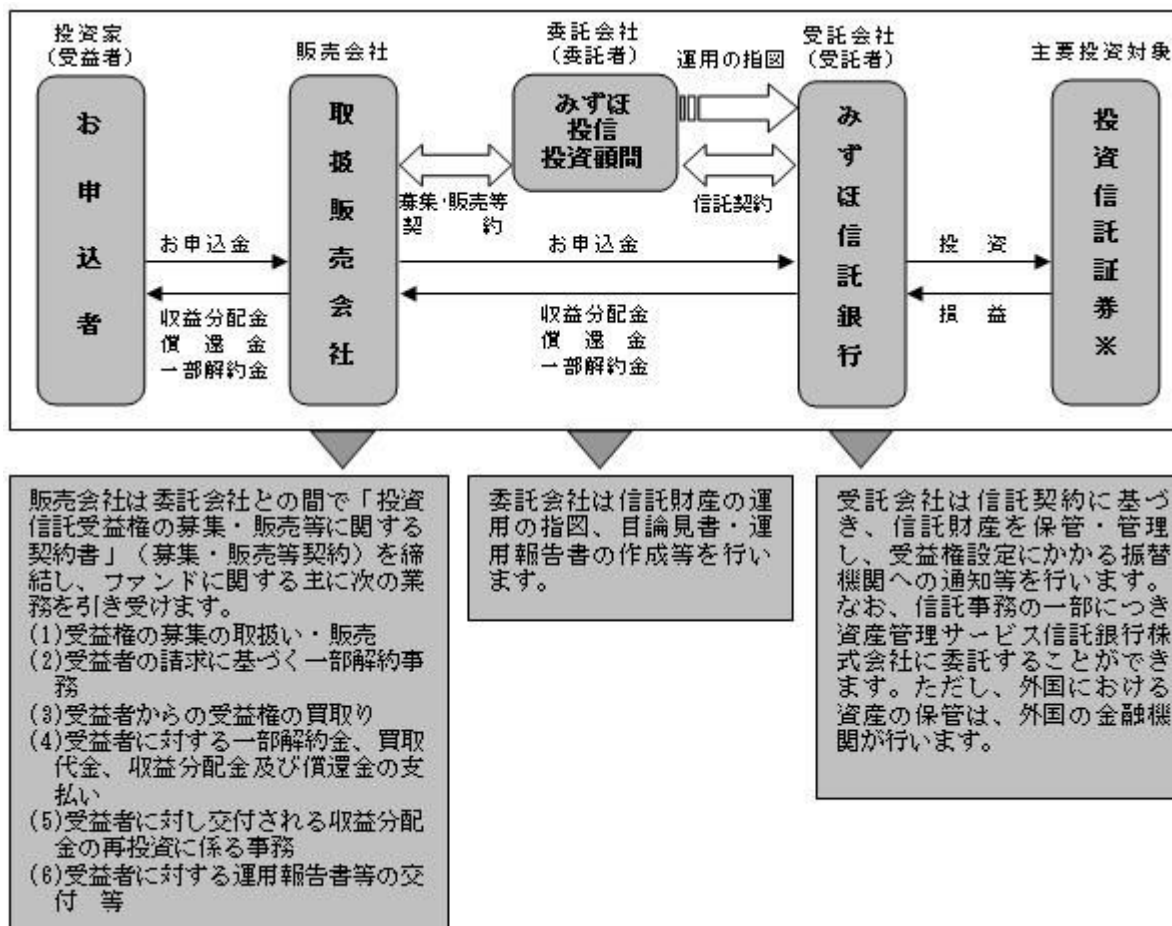 投資家
(受益者)
販売会社
委託会社
(委託者)
運用の指図
受託会社
(受託者)
主要投資対象
お申込者
取扱販売会社
みずほ
投信
投資顧問
みずほ信託銀行
投資信託証券※
募集・販売等
契約
信託契約
お申込金
お申込金
投資
収益分配金
償還金
一部解約金
収益分配金
償還金
一部解約金
損益
販売会社は委託会社との間で「投資
信託受益権の募集・販売等に関する
契約書」（募集・販売等契約）を締
結し、ファンドに関する主に次の業
務を引き受けます。
(1)受益権の募集の取扱い・販売
(2)受益者の請求に基づく一部解約事
務
(3)受益者からの受益権の買取り
(4)受益者に対する一部解約金、買取
代金、収益分配金及び償還金の支
払い
(5)受益者に対し交付される収益分配
金の再投資に係る事務
(6)受益者に対する運用報告書等の交
付 等
委託会社は信託財産の運
用の指図、目論見書・運
用報告書の作成等を行い
ます。
受託会社は信託契約に基づ
き、信託財産を保管・管理
し、受益権設定にかかる振替
機関への通知等を行います。
なお、信託事務の一部につき
資産管理サービス信託銀行株
式会社に委託することができ
ます。ただし、外国における
資産の保管は、外国の金融機
関が行います。